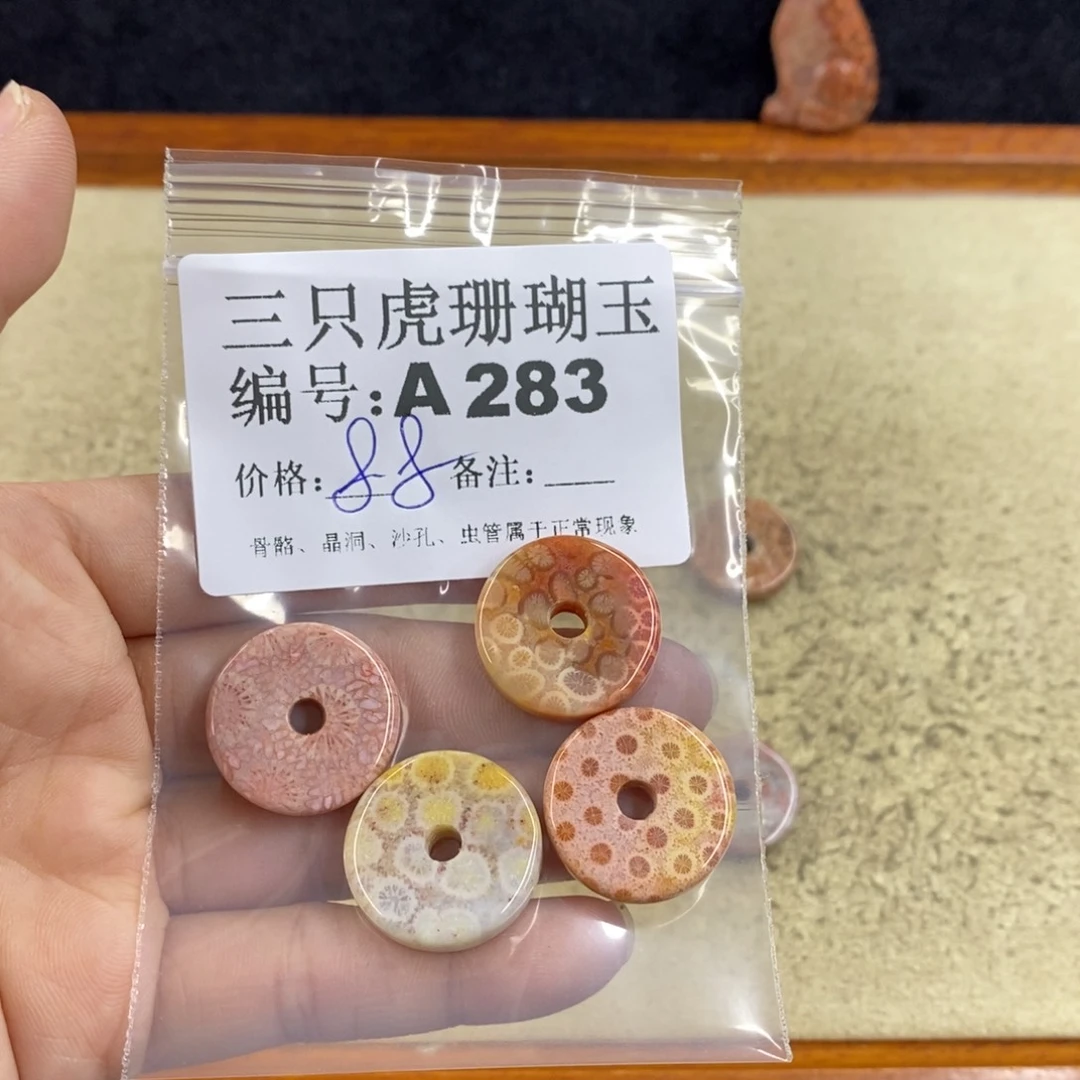 三只虎珊瑚玉
编号:A283
价格:88 备注:____
骨骼、晶洞、沙孔、虫管属于正常现象